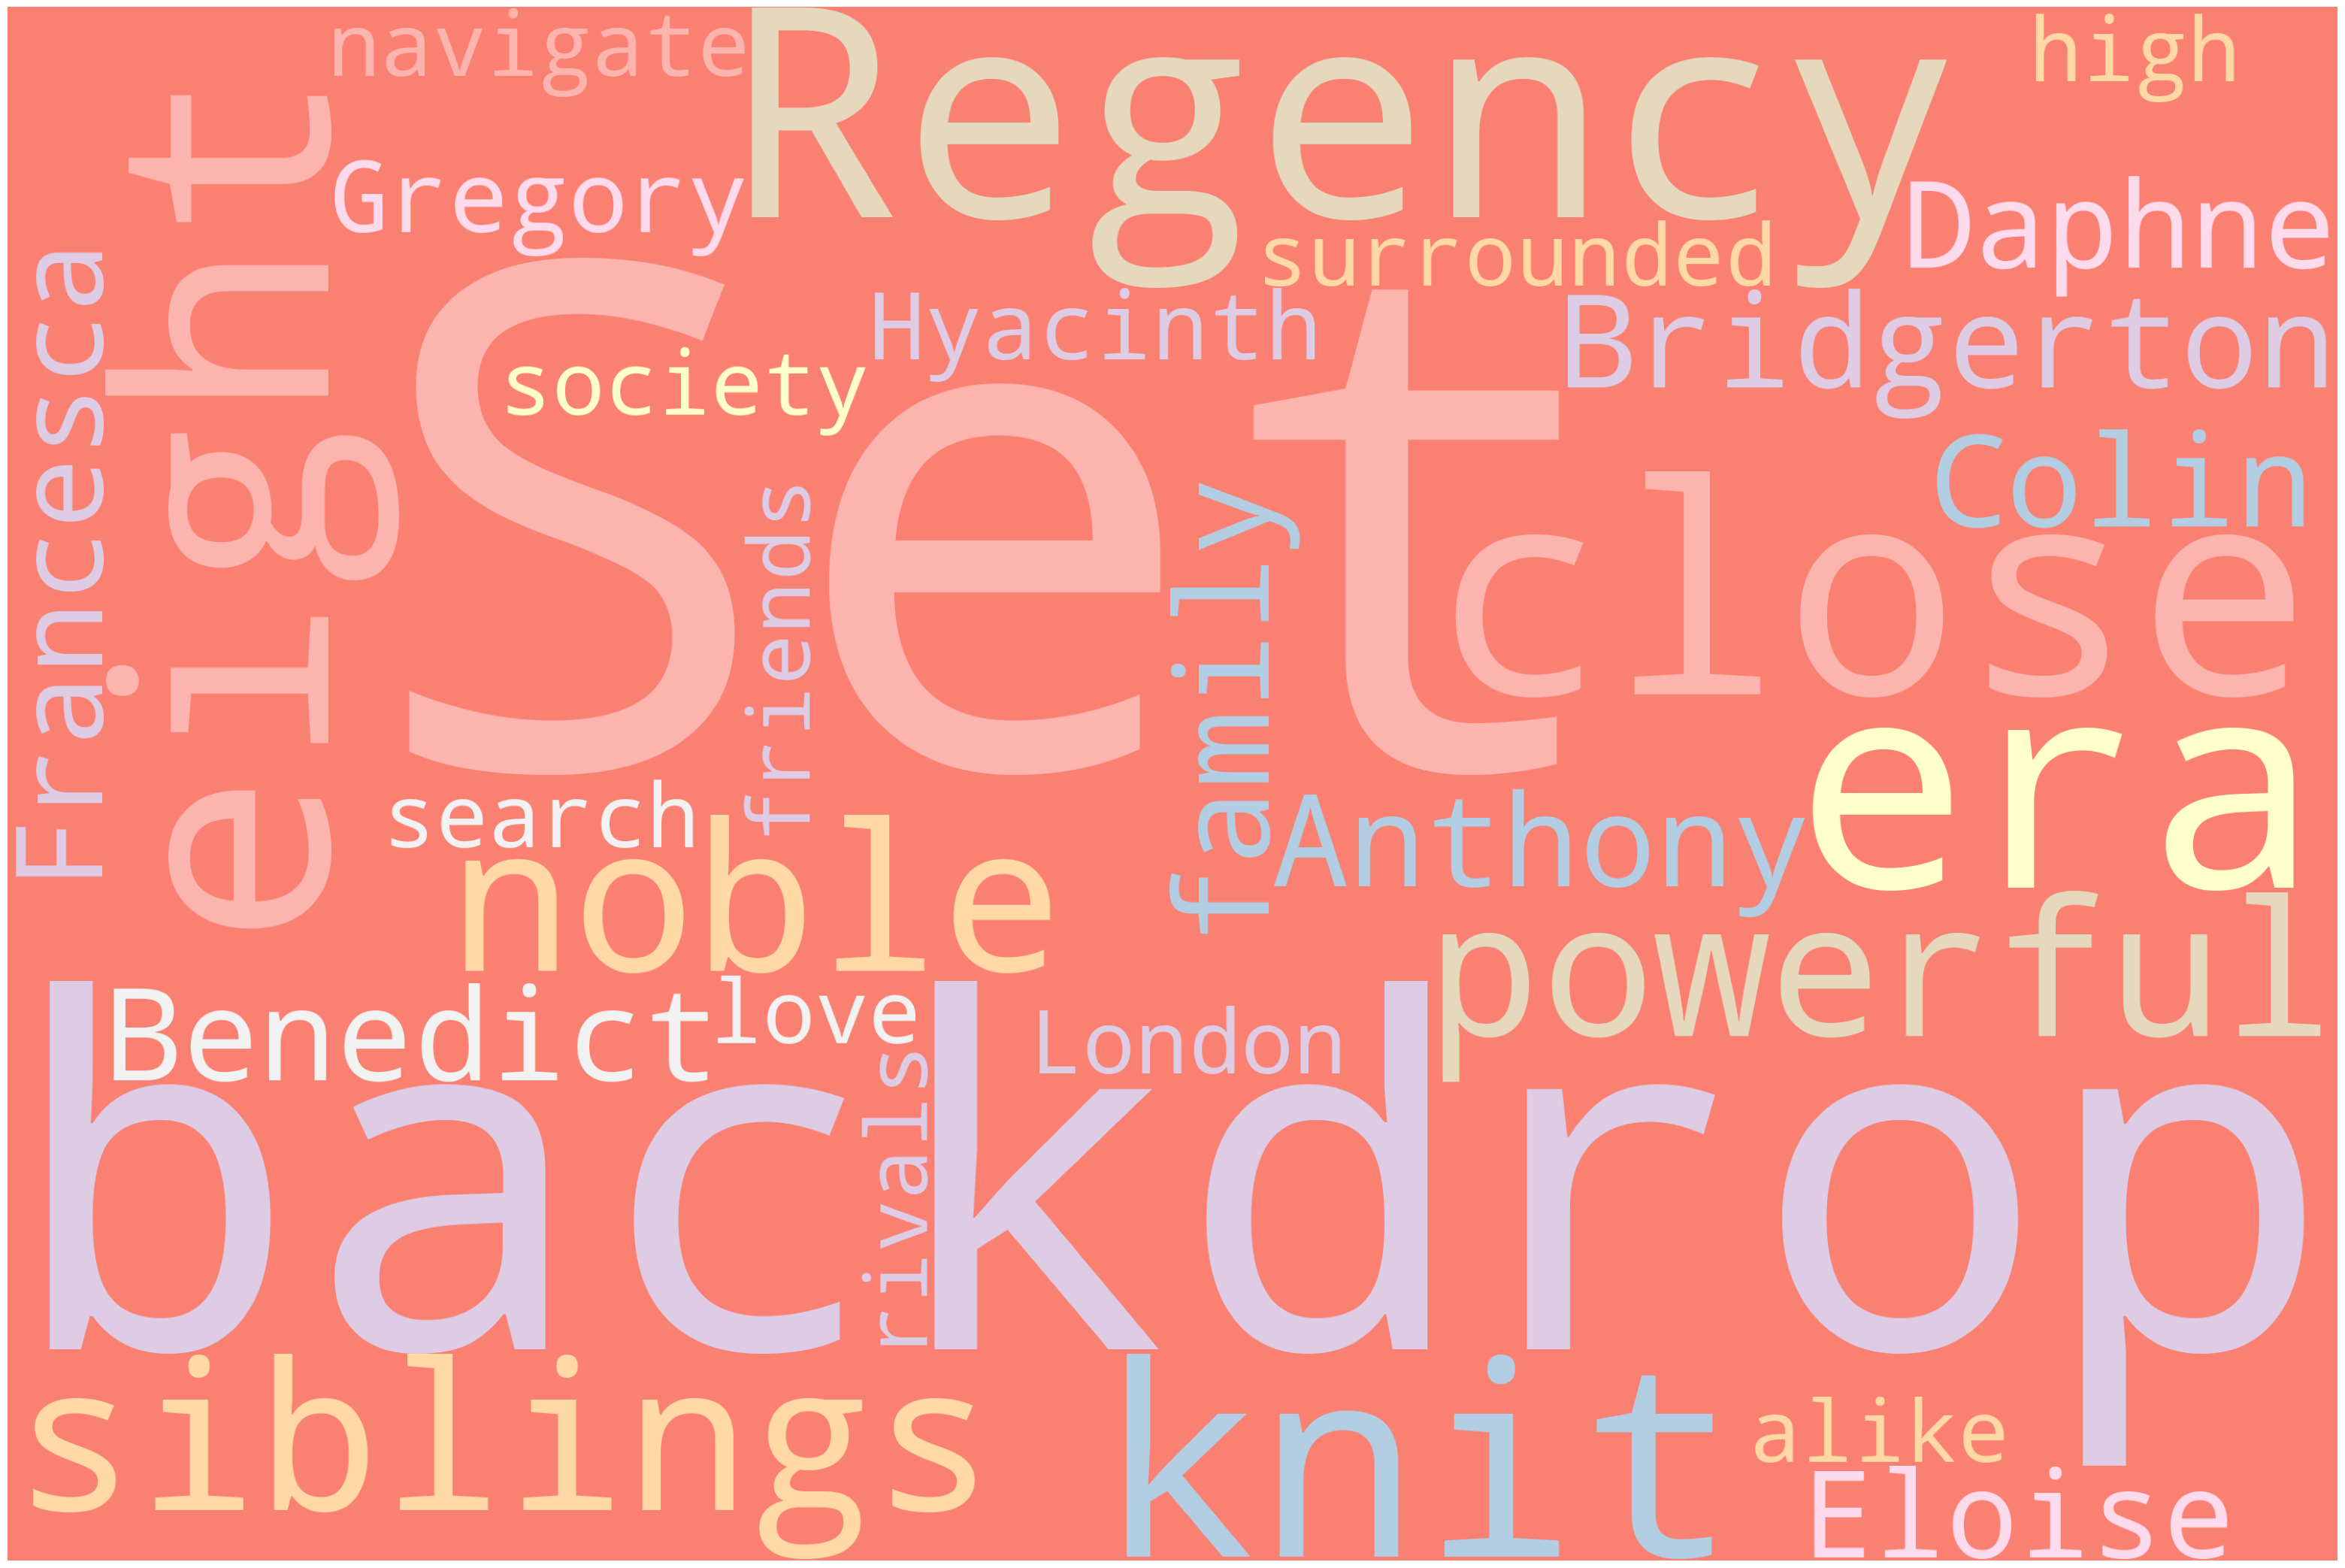 navigate
Regency
high
Gregory
Daphne
surrounded
Hyacinth
Bridgerton
society
Francesca
eight
Set
close
Colin
friends
family
era
search
Anthony
noble
powerful
Benedict
love
London
rivals
backdrop
siblings
knit
alike
Eloise